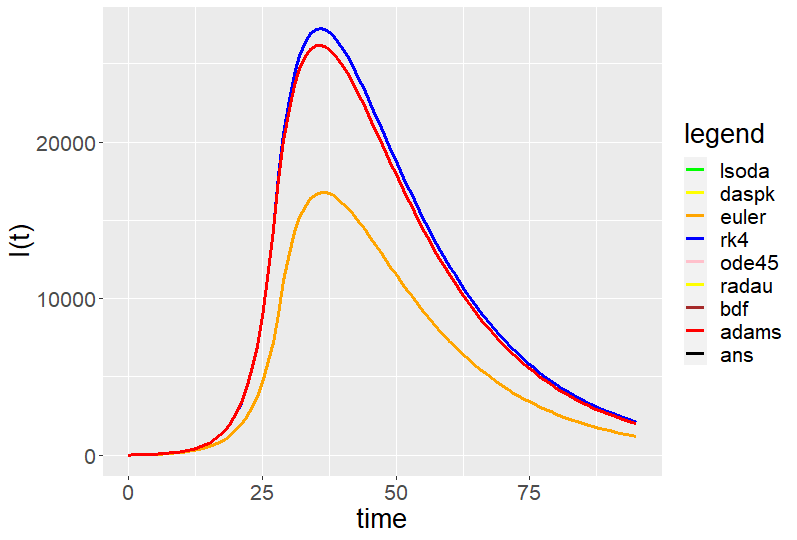 I(t)
20000
10000
0
0 25 50 75
time
legend
lsoda
daspk
euler
rk4
ode45
radau
bdf
adams
ans